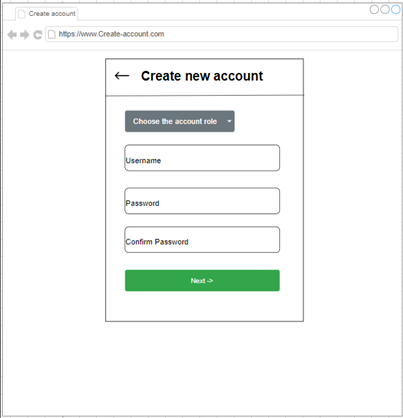 Create account
https://www.Create-account.com
Create new account
Choose the account role
Username
Password
Confirm Password
Next ->